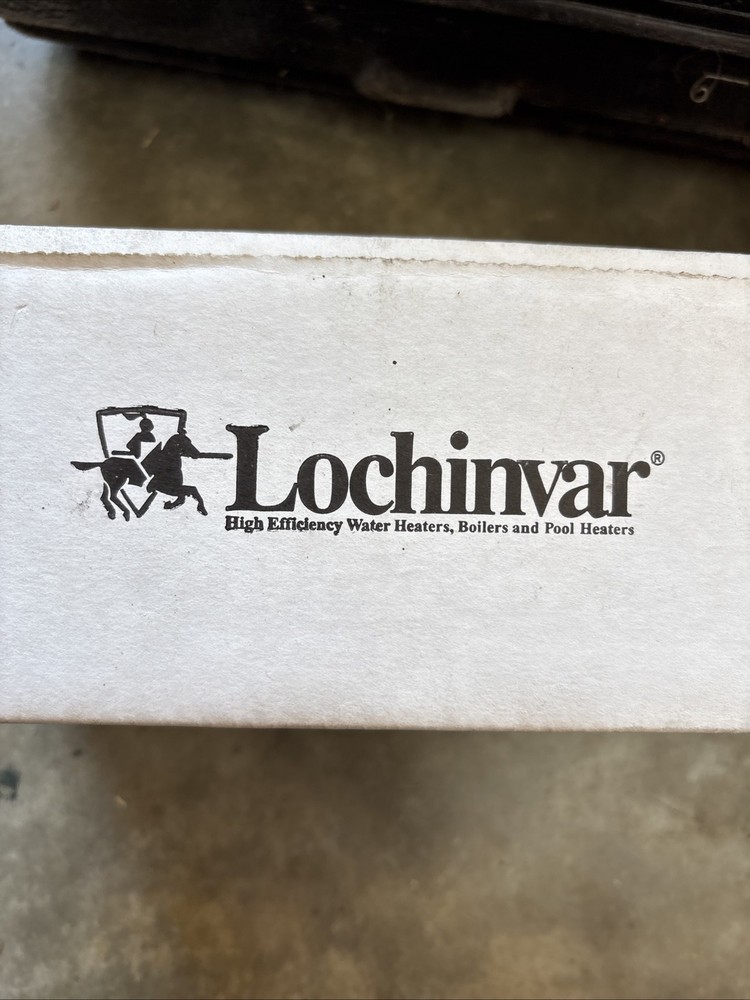 Lochinvar®
High Efficiency Water Heaters, Boilers and Pool Heaters